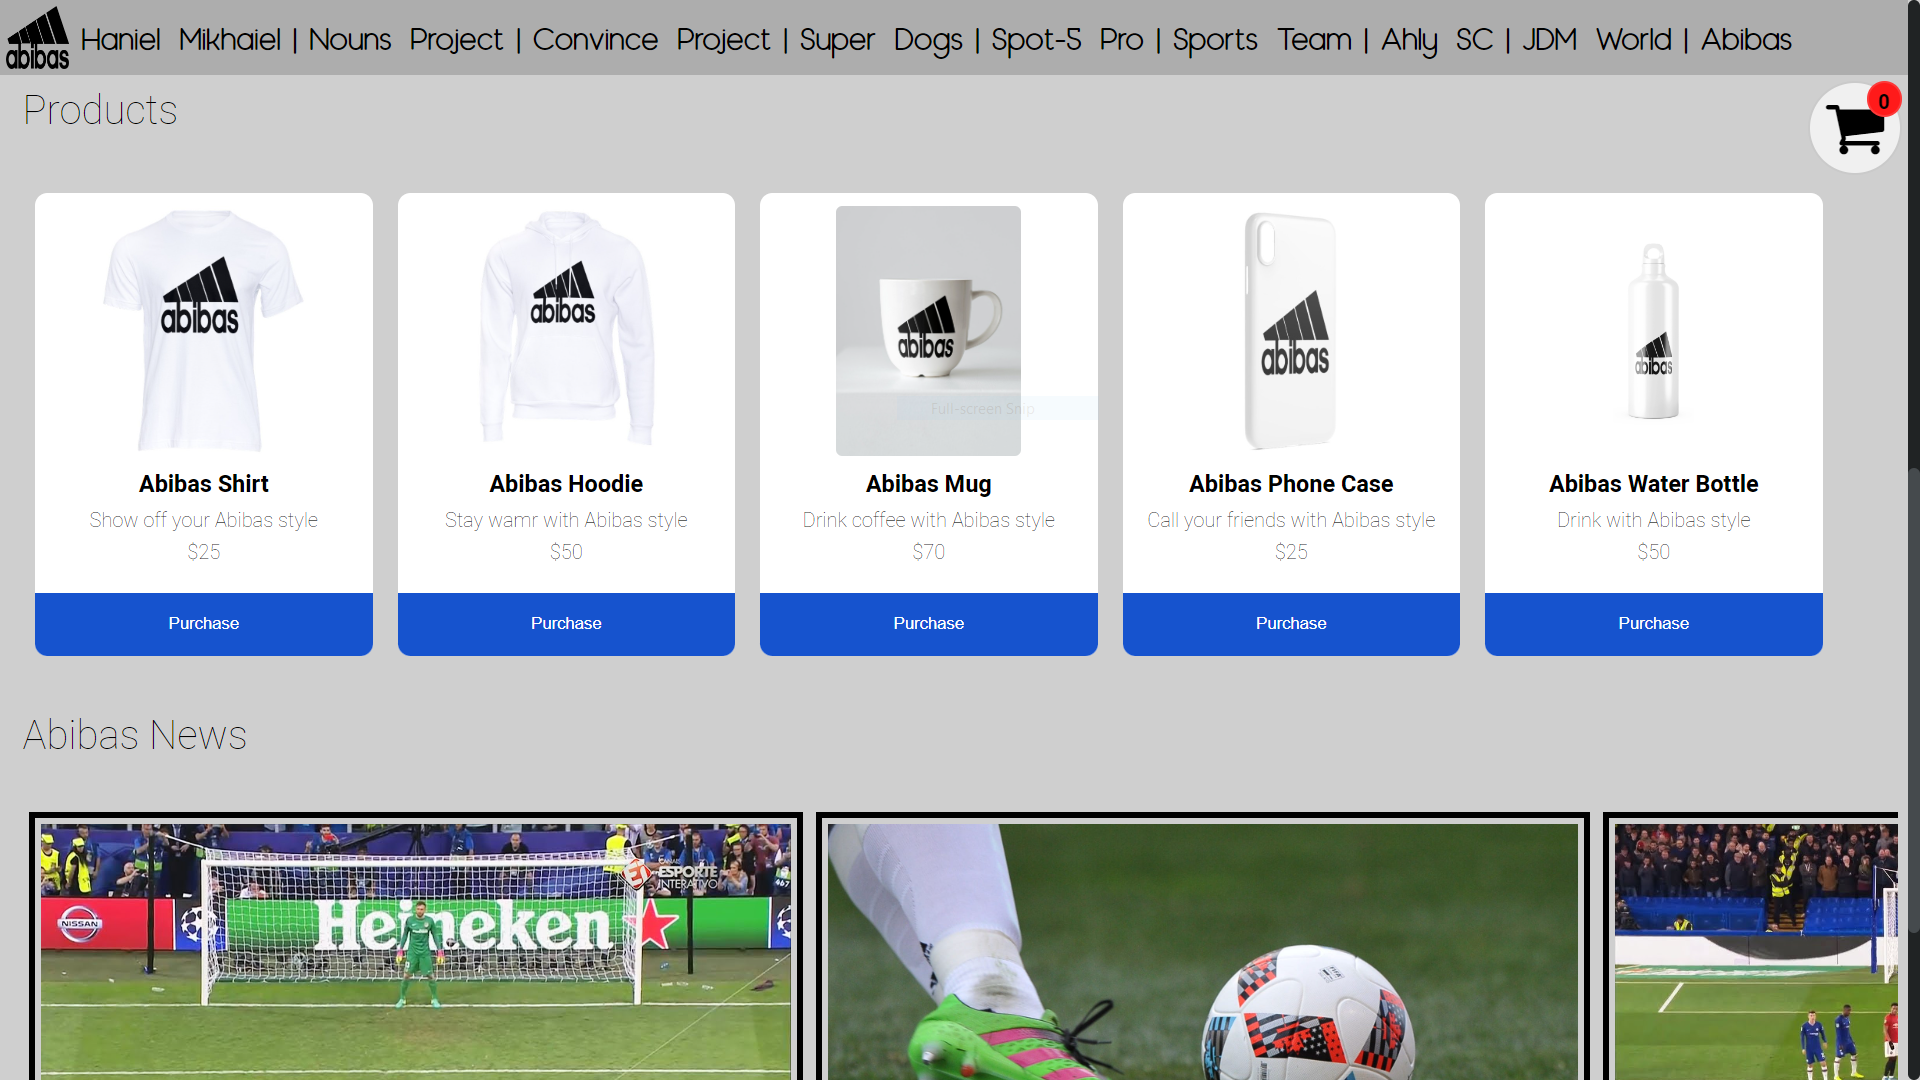 abibas Haniel Mikhaiel | Nouns Project | Convince Project | Super Dogs | Spot-5 Pro | Sports Team | Ahly SC | JDM World | Abibas
Products
0
abibas
abibas
abibas
abibas
abibas
Full-screen Snip
Abibas Shirt
Show off your Abibas style
$25
Purchase
Abibas Hoodie
Stay wamr with Abibas style
$50
Purchase
Abibas Mug
Drink coffee with Abibas style
$70
Purchase
Abibas Phone Case
Call your friends with Abibas style
$25
Purchase
Abibas Water Bottle
Drink with Abibas style
$50
Purchase
Abibas News
NISSAN
Heineken
EI ESPORTE
INTERATIVO
FIFA